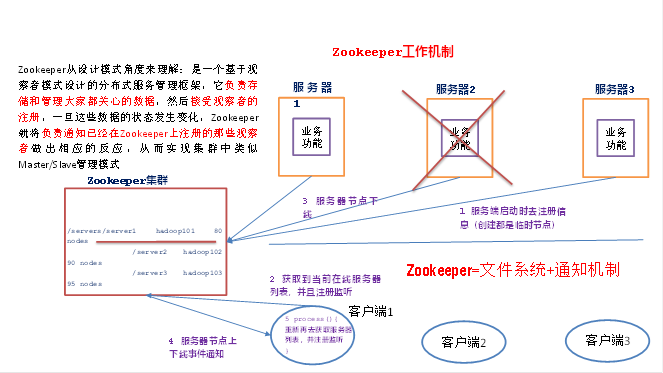 Zookeeper工作机制
Zookeeper从设计模式角度来理解：是一个基于观
察者模式设计的分布式服务管理框架，它负责存
储和管理大家都关心的数据，然后接受观察者的
注册，一旦这些数据的状态发生变化，Zookeeper
就将负责通知已经在Zookeeper上注册的那些观察
者做出相应的反应，从而实现集群中类似
Master/Slave管理模式
服务器
1
服务器2
服务器3
业务
功能
业务
功能
业务
功能
Zookeeper集群
/servers/server1 hadoop101 80
nodes
/server2 hadoop102
90 nodes
/server3 hadoop103
95 nodes
3 服务器节点下
线
1 服务端启动时去注册信
息（创建都是临时节点）
2 获取到当前在线服务器
列表，并且注册监听
Zookeeper=文件系统+通知机制
4 服务器节点上
下线事件通知
客户端1
5 process(){
重新再去获取服务器
列表，并注册监听
}
客户端2
客户端3